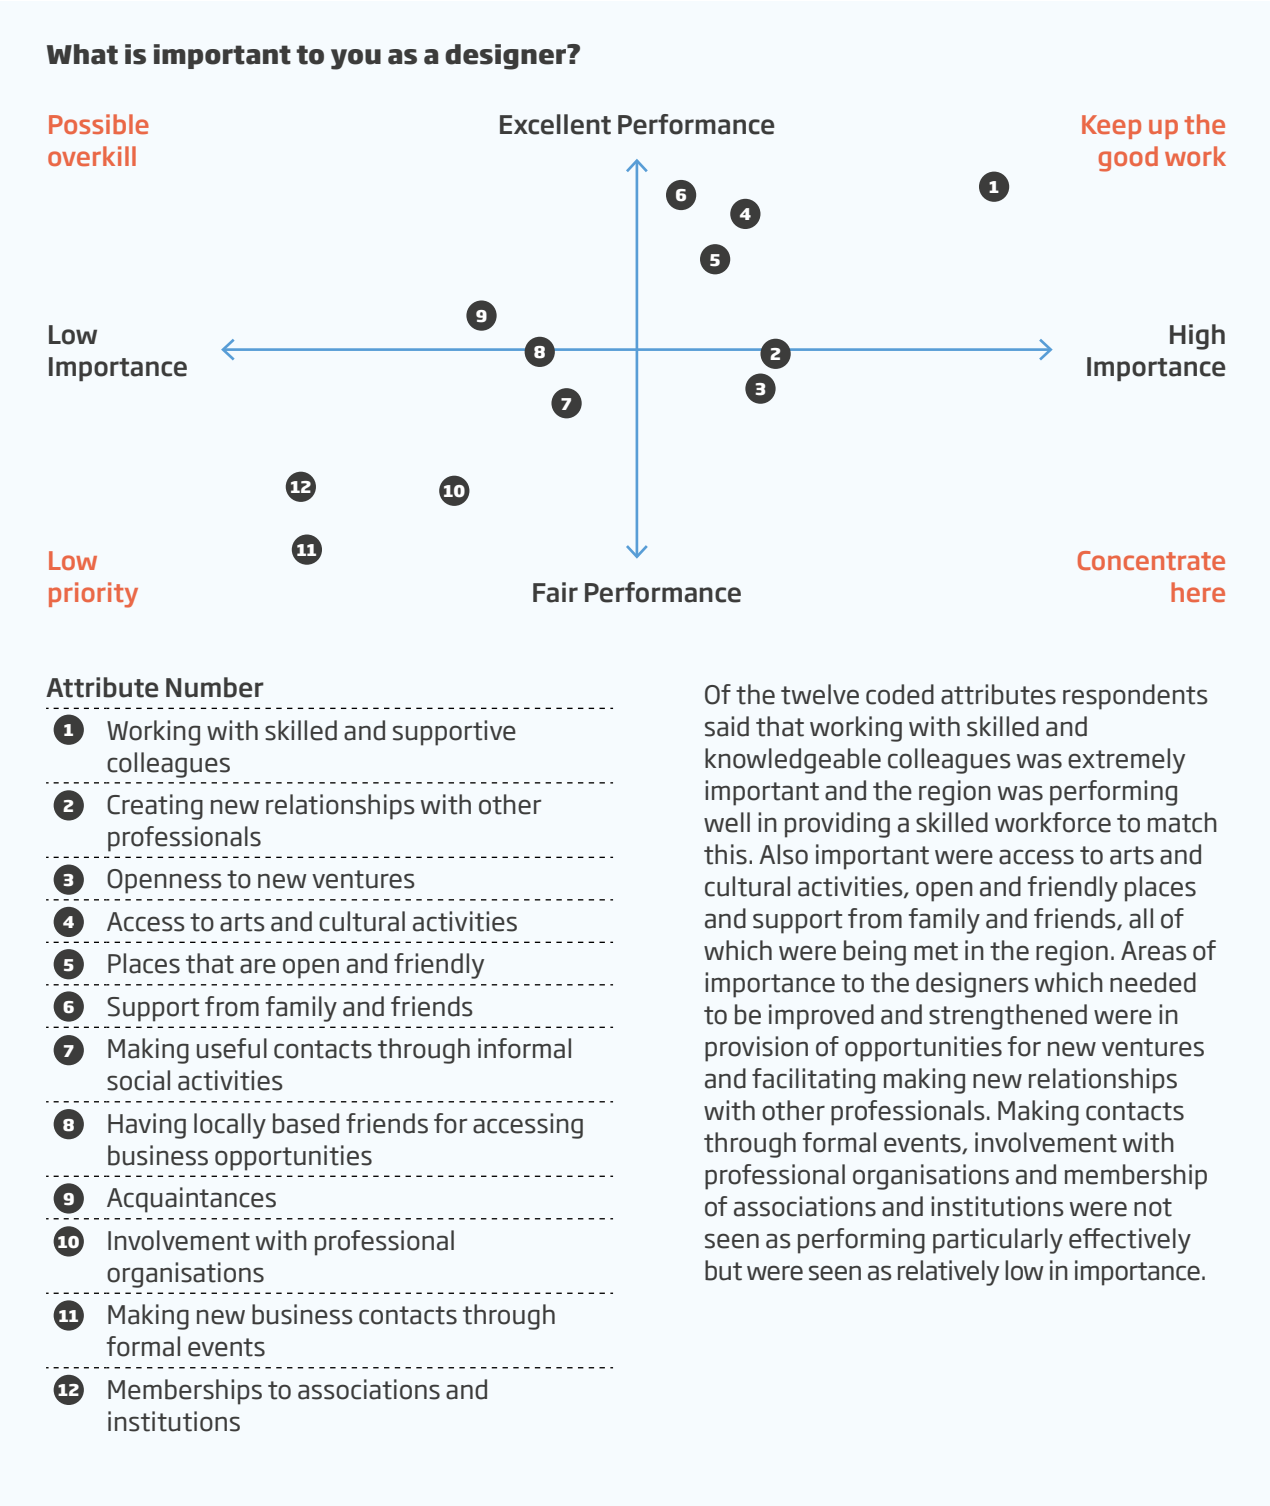 What is important to you as a designer?
Possible
overkill
Excellent Performance
Keep up the
good work
6
1
4
5
9
Low
Importance
8
2
High
Importance
3
7
12
10
11
Low
priority
Fair Performance
Concentrate
here
Attribute Number
1 Working with skilled and supportive
colleagues
2 Creating new relationships with other
professionals
3 Openness to new ventures
4 Access to arts and cultural activities
5 Places that are open and friendly
6 Support from family and friends
7 Making useful contacts through informal
social activities
8 Having locally based friends for accessing
business opportunities
9 Acquaintances
10 Involvement with professional
organisations
11 Making new business contacts through
formal events
12 Memberships to associations and
institutions
Of the twelve coded attributes respondents
said that working with skilled and
knowledgeable colleagues was extremely
important and the region was performing
well in providing a skilled workforce to match
this. Also important were access to arts and
cultural activities, open and friendly places
and support from family and friends, all of
which were being met in the region. Areas of
importance to the designers which needed
to be improved and strengthened were in
provision of opportunities for new ventures
and facilitating making new relationships
with other professionals. Making contacts
through formal events, involvement with
professional organisations and membership
of associations and institutions were not
seen as performing particularly effectively
but were seen as relatively low in importance.